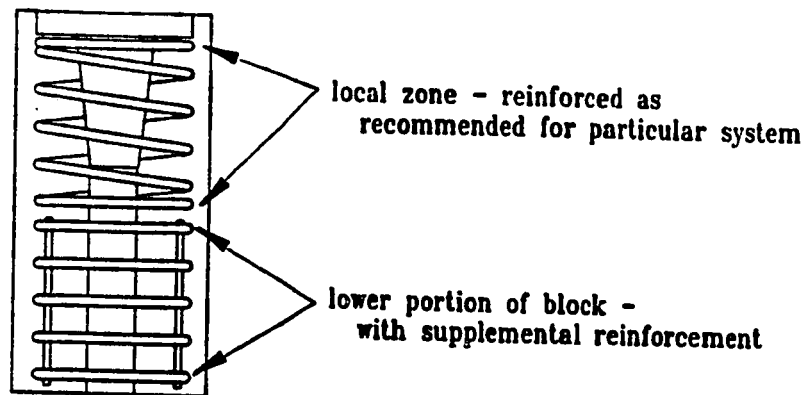 local zone - reinforced as
recommended for particular system
lower portion of block -
with supplemental reinforcement